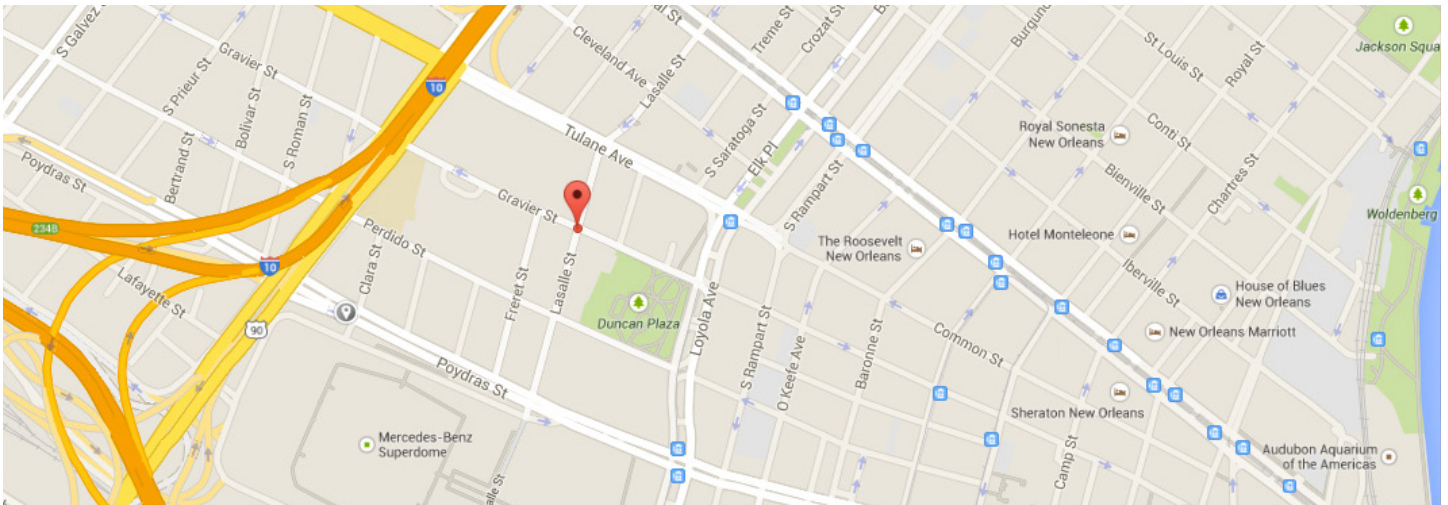 S Galvez S
Gravier St
S Prieur St
Bolivar St
S Roman St
Bertrand St
Poydras St
10
Cleveland Ave
Lasalle St
Treme St
Crozat St
al St
B
Burgund
St Louis St
Royal St
Jackson Squa
Tulane Ave
S Saratoga St
Elk Pl
S Rampart St
Royal Sonesta
New Orleans
Conti St
Bienville St
Chartres St
Woldenberg
234B
Gravier St
Perdido St
Lafayette St
10
Clara St
90
Freret St
Lasalle St
Duncan Plaza
Loyola Ave
The Roosevelt
New Orleans
Hotel Monteleone
Iberville St
House of Blues
New Orleans
New Orleans Marriott
S Rampart St
O Keefe Ave
Baronne St
Common St
Poydras St
Sheraton New Orleans
Mercedes-Benz
Superdome
alle St
Camp St
Audubon Aquarium
of the Americas